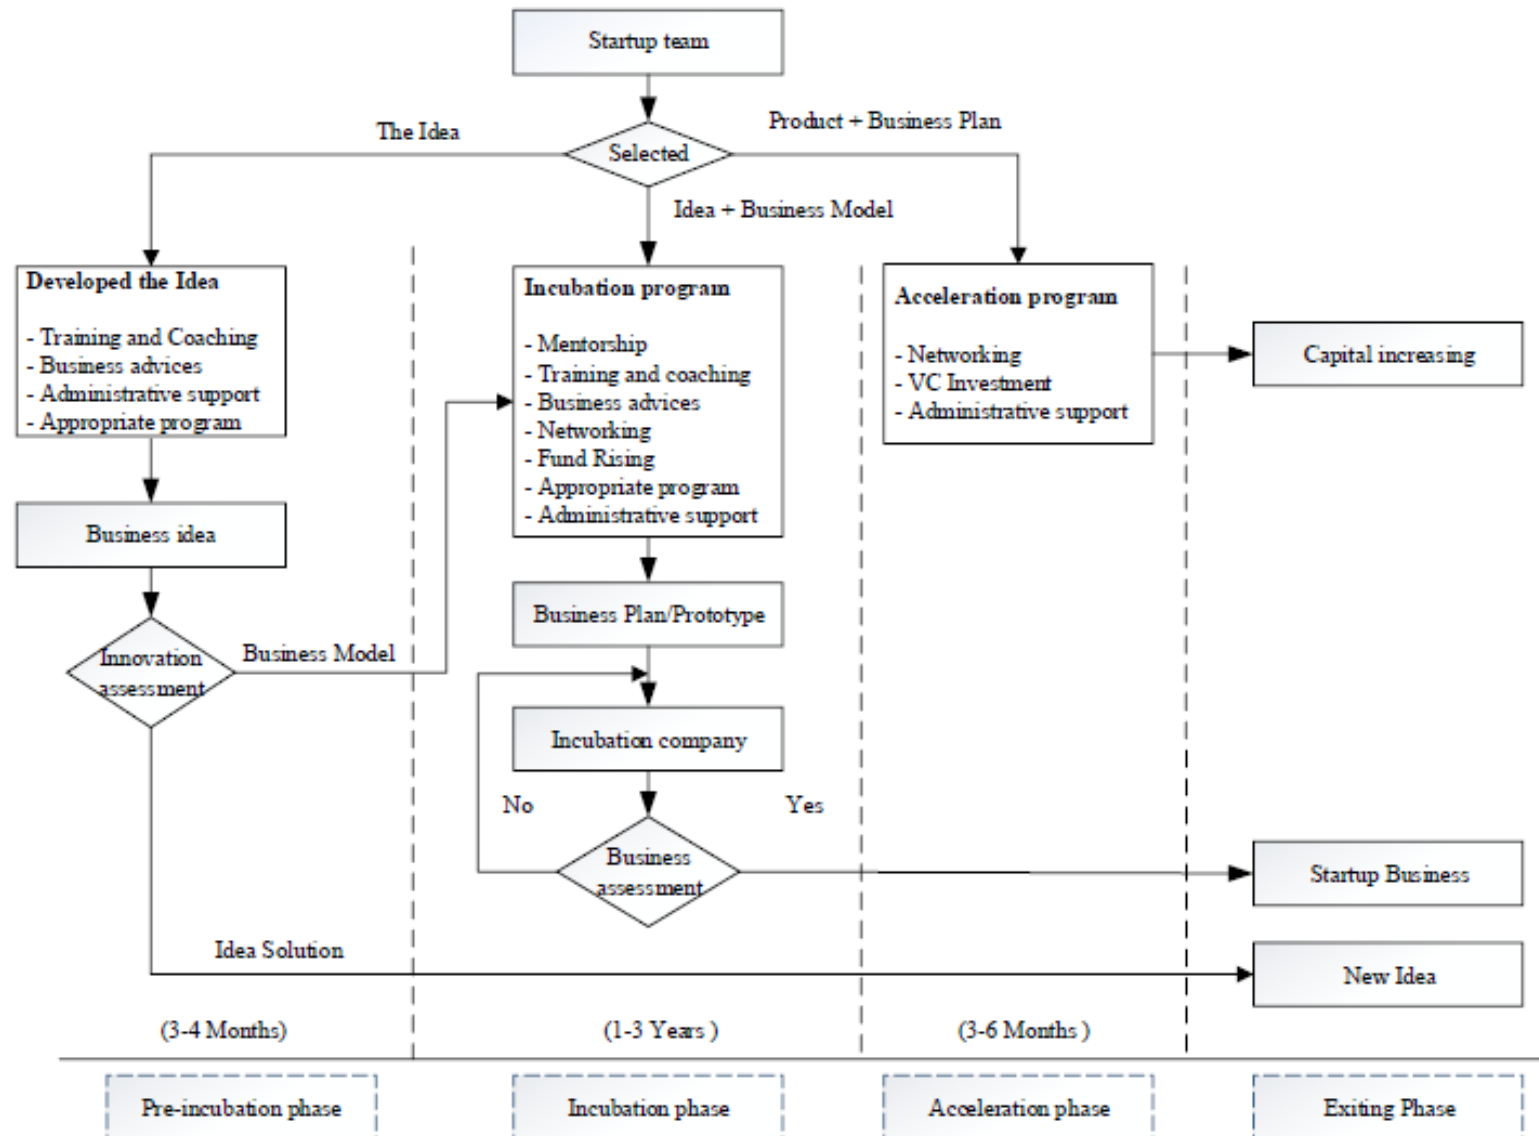 Startup team
The Idea
Product + Business Plan
Selected
Idea + Business Model
Developed the Idea
- Training and Coaching
- Business advices
- Administrative support
- Appropriate program
Incubation program
- Mentorship
- Training and coaching
- Business advices
- Networking
- Fund Rising
- Appropriate program
- Administrative support
Acceleration program
- Networking
- VC Investment
- Administrative support
Capital increasing
Business idea
Business Plan/Prototype
Innovation
assessment
Business Model
Incubation company
No
Yes
Business
assessment
Startup Business
Idea Solution
New Idea
(3-4 Months)
(1-3 Years )
(3-6 Months )
Pre-incubation phase
Incubation phase
Acceleration phase
Exiting Phase